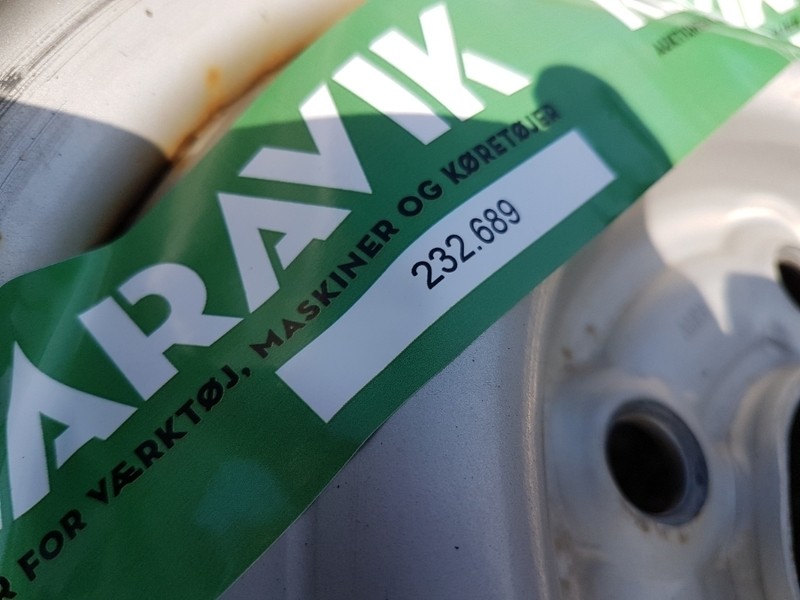 ARAVIK
FOR VÆRKTØJ, MASKINER OG KØRETØJER
232.689